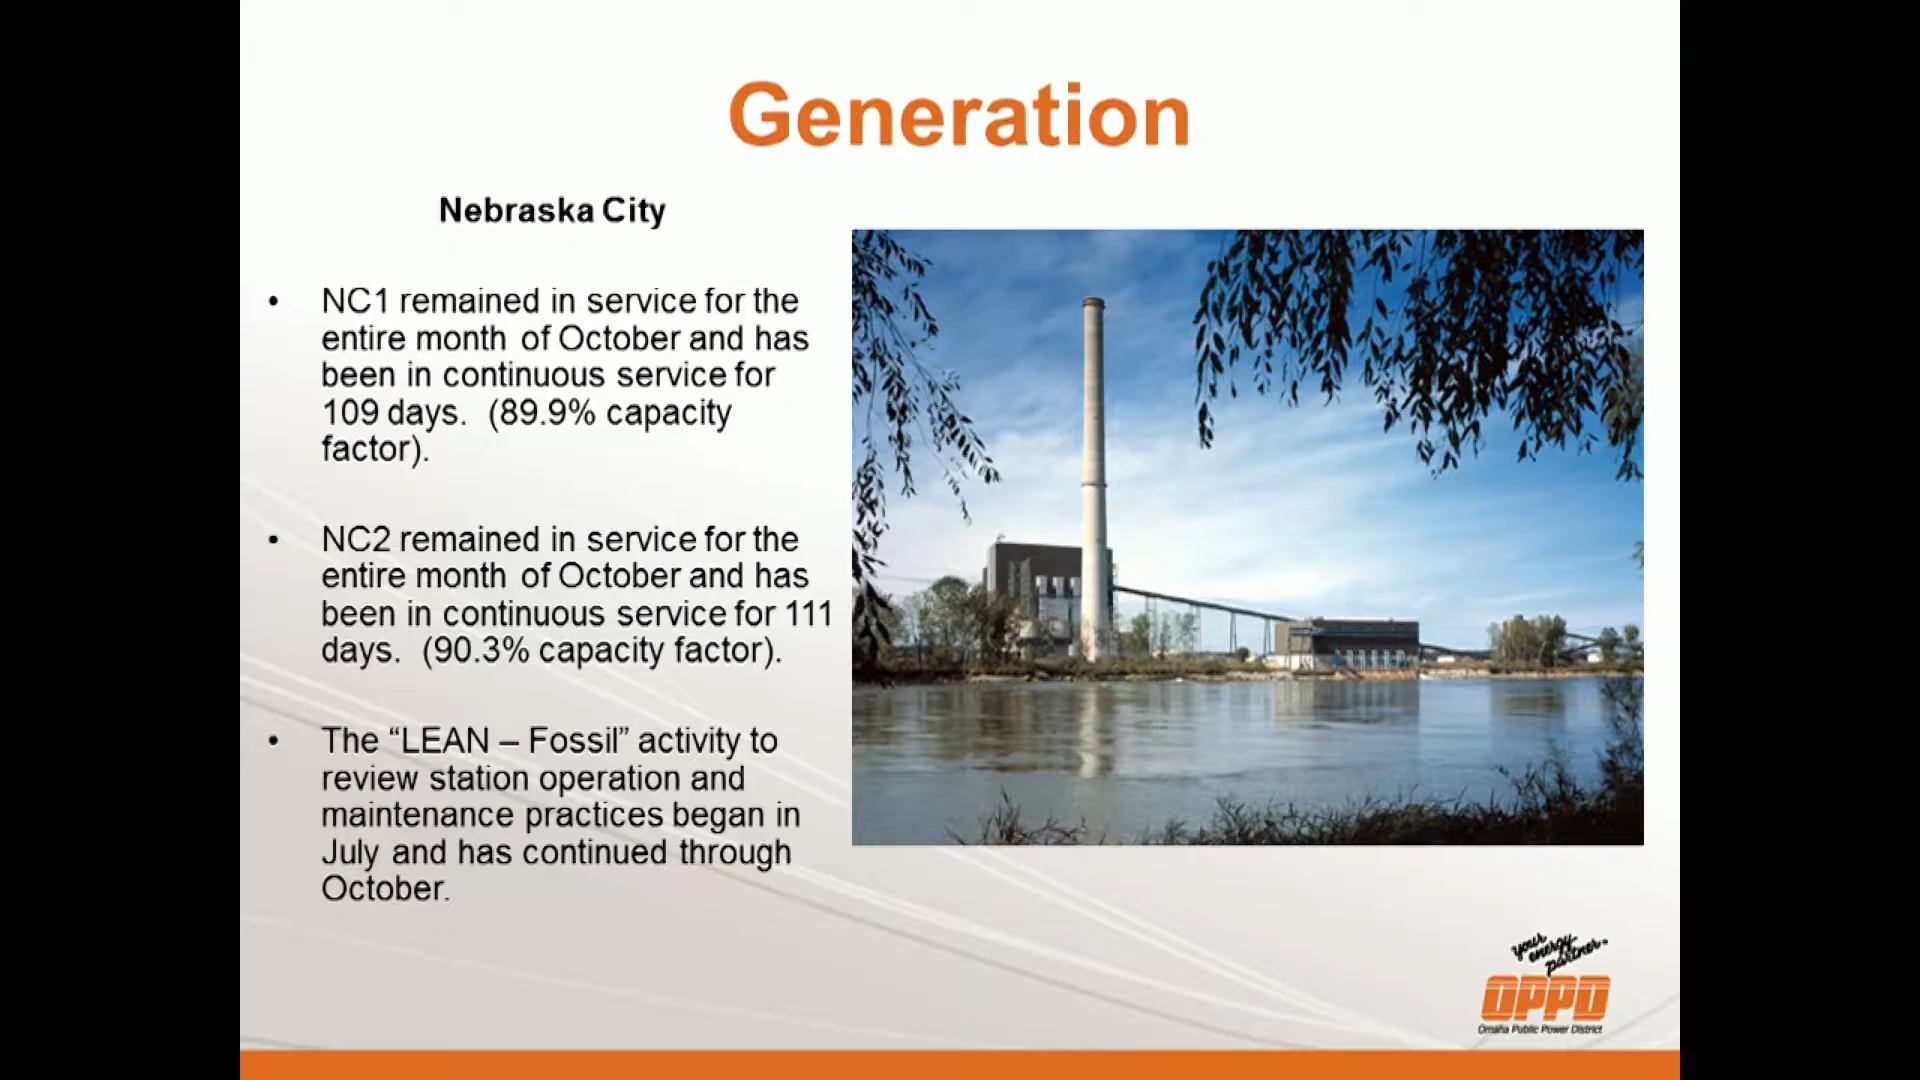 Generation
Nebraska City
• NC1 remained in service for the
entire month of October and has
been in continuous service for
109 days. (89.9% capacity
factor).
• NC2 remained in service for the
entire month of October and has
been in continuous service for 111
days. (90.3% capacity factor).
• The “LEAN – Fossil” activity to
review station operation and
maintenance practices began in
July and has continued through
October.
your
energy
partner.
OPPD
Omaha Public Power District